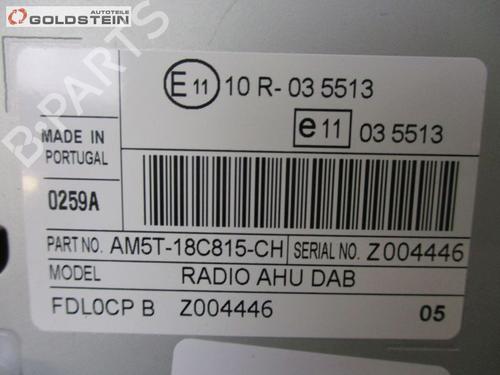 Autoteile
GOLDSTEIN
B-PARTS
E 11 10 R- 03 5513
e 11 03 5513
MADE IN
PORTUGAL
0259A
PART NO. AM5T-18C815-CH SERIAL NO. Z004446
MODEL RADIO AHU DAB
FDL0CP B Z004446 05